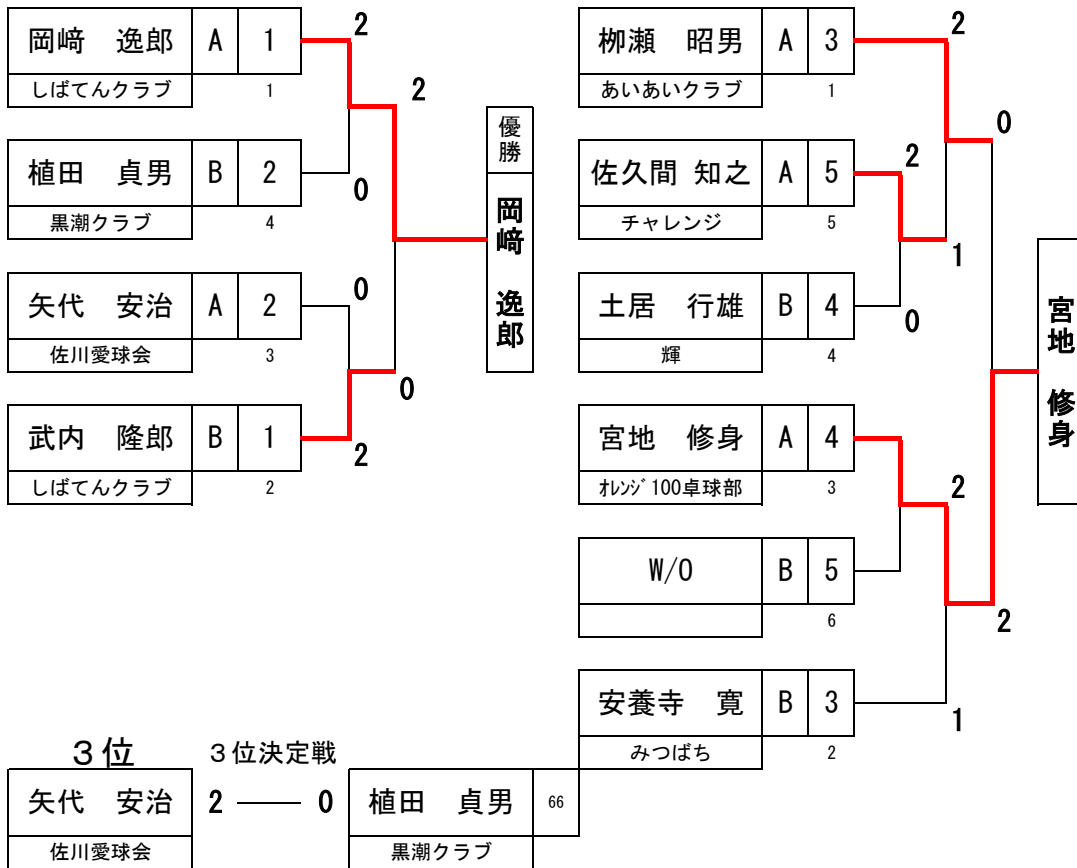 岡﨑　逸郎 A 1 2
しばてんクラブ 1
2
植田　貞男 B 2 0
黒潮クラブ 4
矢代　安治 A 2 0
佐川愛球会 3
0
武内　隆郎 B 1 2
しばてんクラブ 2
優勝
岡﨑　逸郎
栁瀬　昭男 A 3 2
あいあいクラブ 1
0
佐久間 知之 A 5 2
チャレンジ 5
1
土居　行雄 B 4 0
輝 4
宮地　修身 A 4
ｵﾚﾝｼﾞ100卓球部 3
2
W/O B 5
6
2
安養寺　寛 B 3 1
みつばち 2
宮地　修身
３位 ３位決定戦
矢代　安治 2 0 植田　貞男 66
佐川愛球会 黒潮クラブ